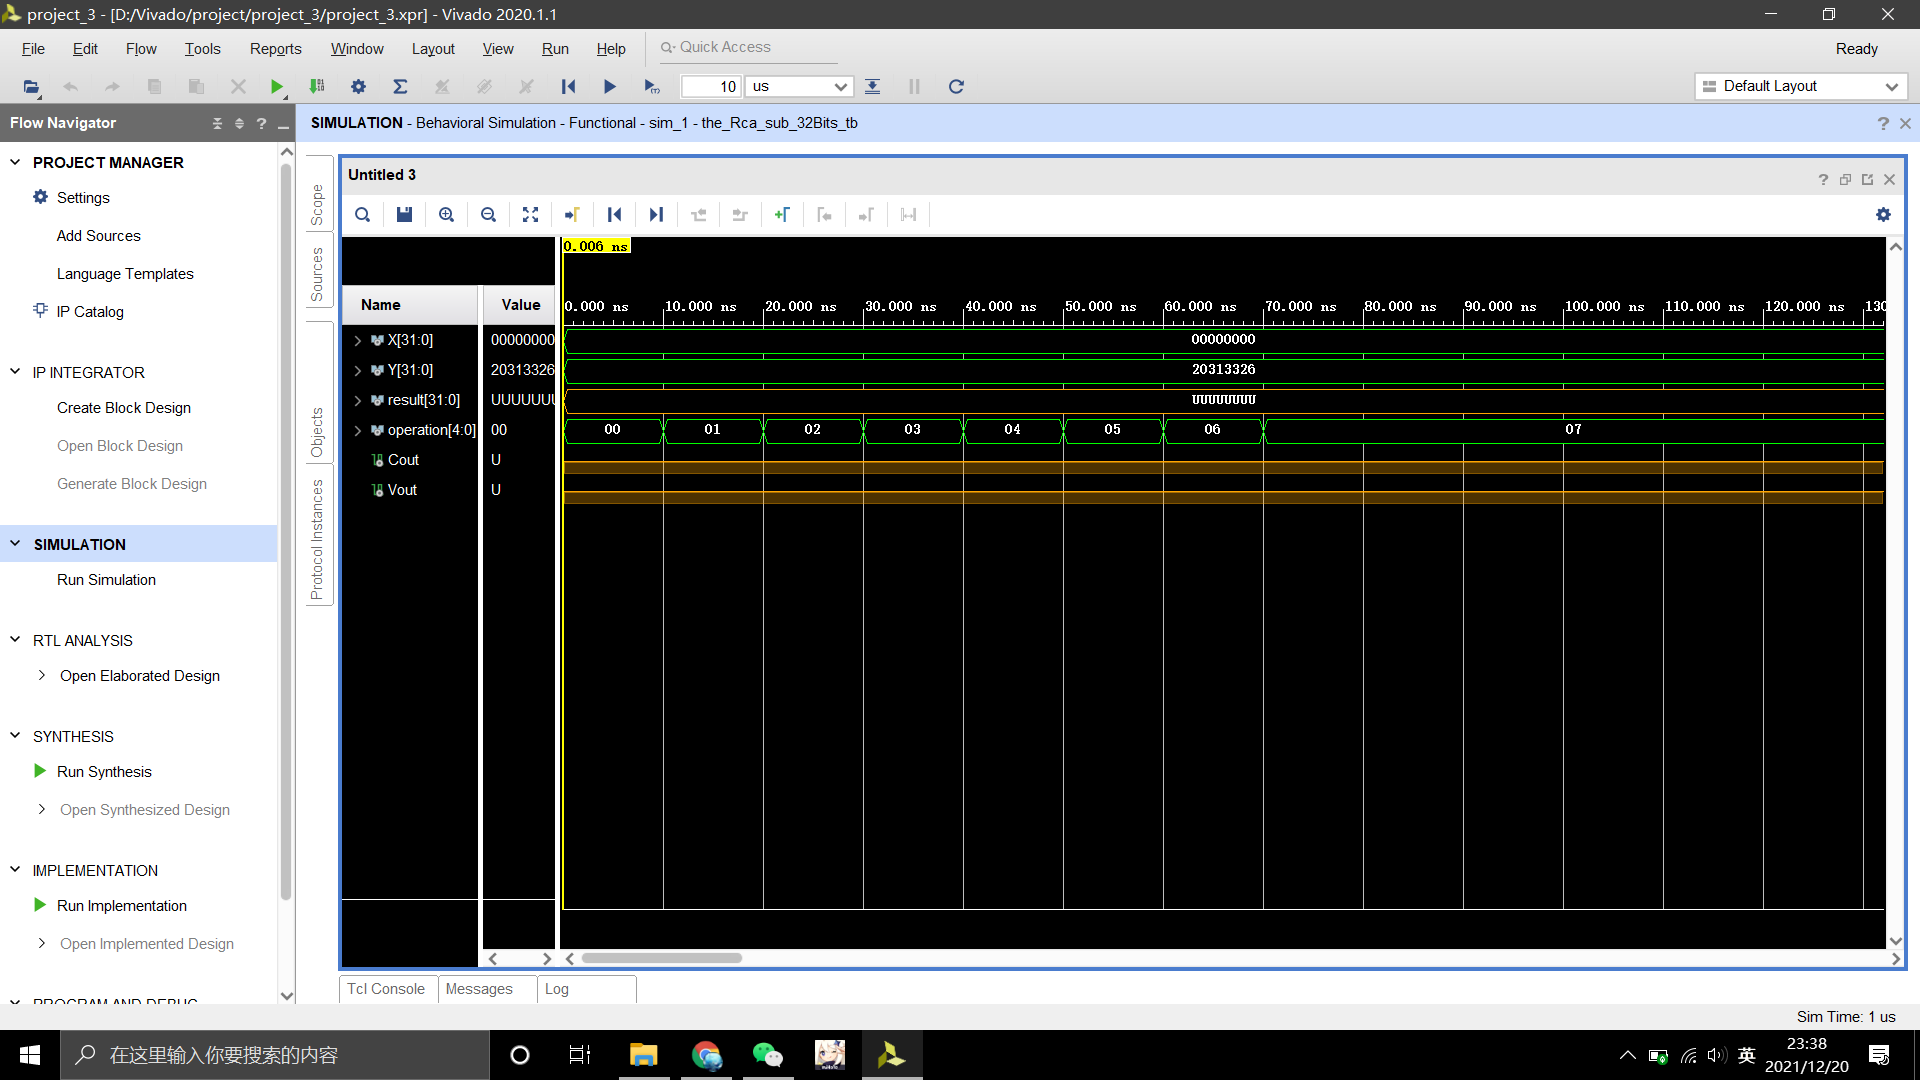 project_3 - [D:/Vivado/project/project_3/project_3.xpr] - Vivado 2020.1.1
File Edit Flow Tools Reports Window Layout View Run Help Quick Access Ready
10 us Default Layout
Flow Navigator
SIMULATION - Behavioral Simulation - Functional - sim_1 - the_Rca_sub_32Bits_tb
PROJECT MANAGER
Settings
Add Sources
Language Templates
IP Catalog
IP INTEGRATOR
Create Block Design
Open Block Design
Generate Block Design
SIMULATION
Run Simulation
RTL ANALYSIS
Open Elaborated Design
SYNTHESIS
Run Synthesis
Open Synthesized Design
IMPLEMENTATION
Run Implementation
Open Implemented Design
PROGRAM AND DEBUG
Scope
Sources
Objects
Protocol Instances
Untitled 3
0.006 ns
Name Value
0.000 ns 10.000 ns 20.000 ns 30.000 ns 40.000 ns 50.000 ns 60.000 ns 70.000 ns 80.000 ns 90.000 ns 100.000 ns 110.000 ns 120.000 ns 130
X[31:0] 00000000 00000000
Y[31:0] 20313326 20313326
result[31:0] UUUUUUU UUUUUUUU
operation[4:0] 00 00 01 02 03 04 05 06 07
Cout U
Vout U
Tcl Console Messages Log
Sim Time: 1 us
在这里输入你要搜索的内容
英
23:38
2021/12/20